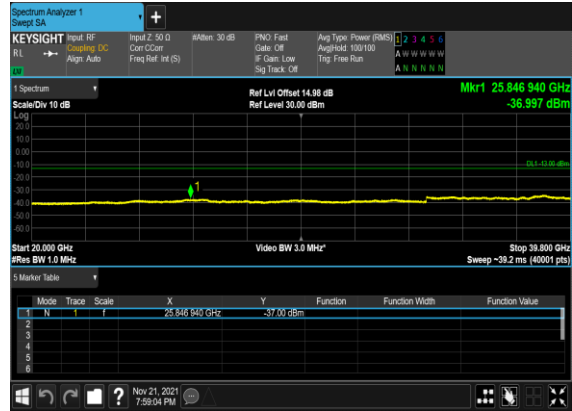 Spectrum Analyzer 1
Swept SA
+
KEYSIGHT Input: RF Input Z: 50 Ω #Atten: 30 dB PNO: Fast Avg Type: Power (RMS) 1 2 3 4 5 6
RL Coupling: DC Corr CCorr Gate: Off Avg|Hold: 100/100 A W W W W W
Align: Auto Freq Ref: Int (S) IF Gain: Low Trig: Free Run
Sig Track: Off A N N N N N
1 Spectrum
Ref Lvl Offset 14.98 dB Mkr1 25.846 940 GHz
Scale/Div 10 dB Ref Level 30.00 dBm -36.997 dBm
Log
20.0
10.0
0.00
-10.0 DL1 -13.00 dBm
-20.0
-30.0 1
-40.0
-50.0
-60.0
Start 20.000 GHz Video BW 3.0 MHz* Stop 39.800 GHz
#Res BW 1.0 MHz Sweep ~39.2 ms (40001 pts)
5 Marker Table
Mode Trace Scale X Y Function Function Width Function Value
1 N 1 f 25.846 940 GHz -37.00 dBm
2
3
4
5
6
? Nov 21, 2021
7:59:04 PM